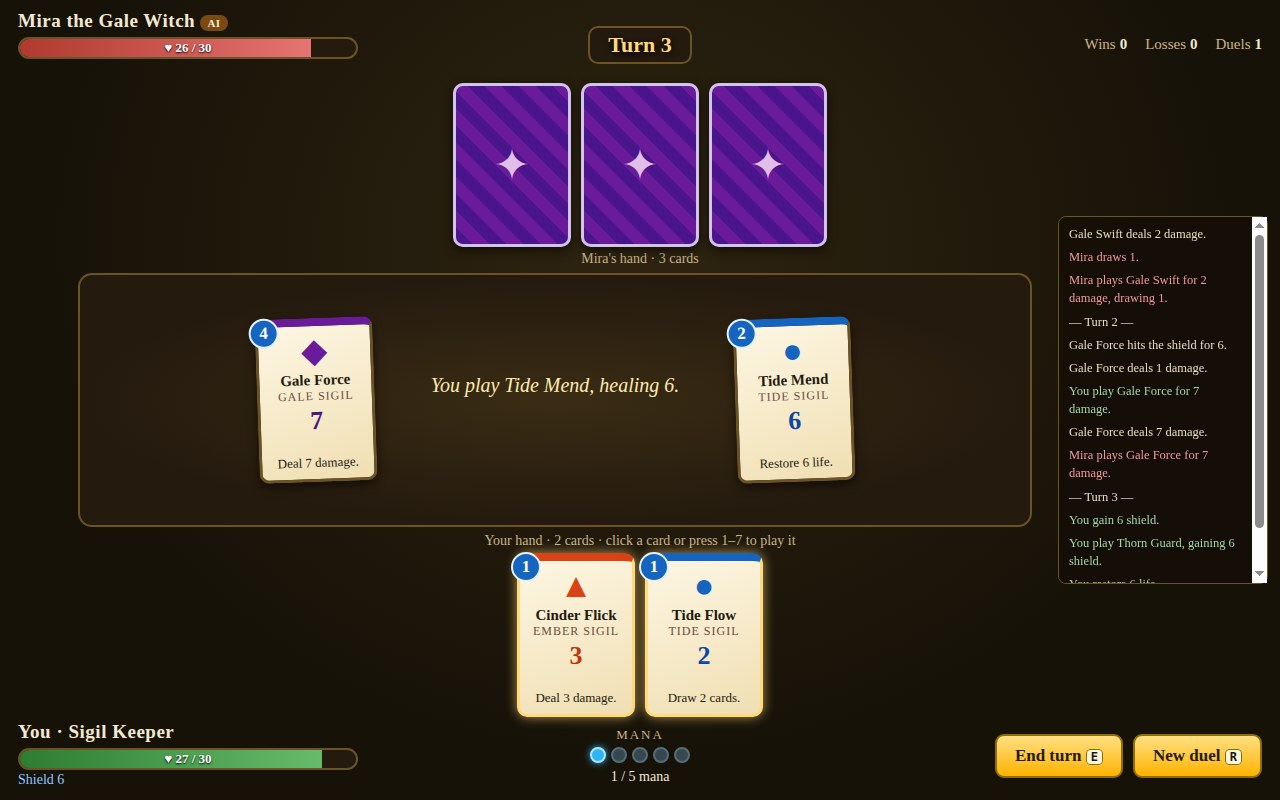 Mira the Gale Witch AI
♥ 26 / 30
Turn 3
Wins 0 Losses 0 Duels 1
Mira's hand · 3 cards
4
Gale Force
GALE SIGIL
7
Deal 7 damage.
You play Tide Mend, healing 6.
2
Tide Mend
TIDE SIGIL
6
Restore 6 life.
Gale Swift deals 2 damage.
Mira draws 1.
Mira plays Gale Swift for 2
damage, drawing 1.
— Turn 2 —
Gale Force hits the shield for 6.
Gale Force deals 1 damage.
You play Gale Force for 7
damage.
Gale Force deals 7 damage.
Mira plays Gale Force for 7
damage.
— Turn 3 —
You gain 6 shield.
You play Thorn Guard, gaining 6
shield.
You restore 6 life.
Your hand · 2 cards · click a card or press 1–7 to play it
1
Cinder Flick
EMBER SIGIL
3
Deal 3 damage.
1
Tide Flow
TIDE SIGIL
2
Draw 2 cards.
You · Sigil Keeper
♥ 27 / 30
Shield 6
MANA
1 / 5 mana
End turn E
New duel R